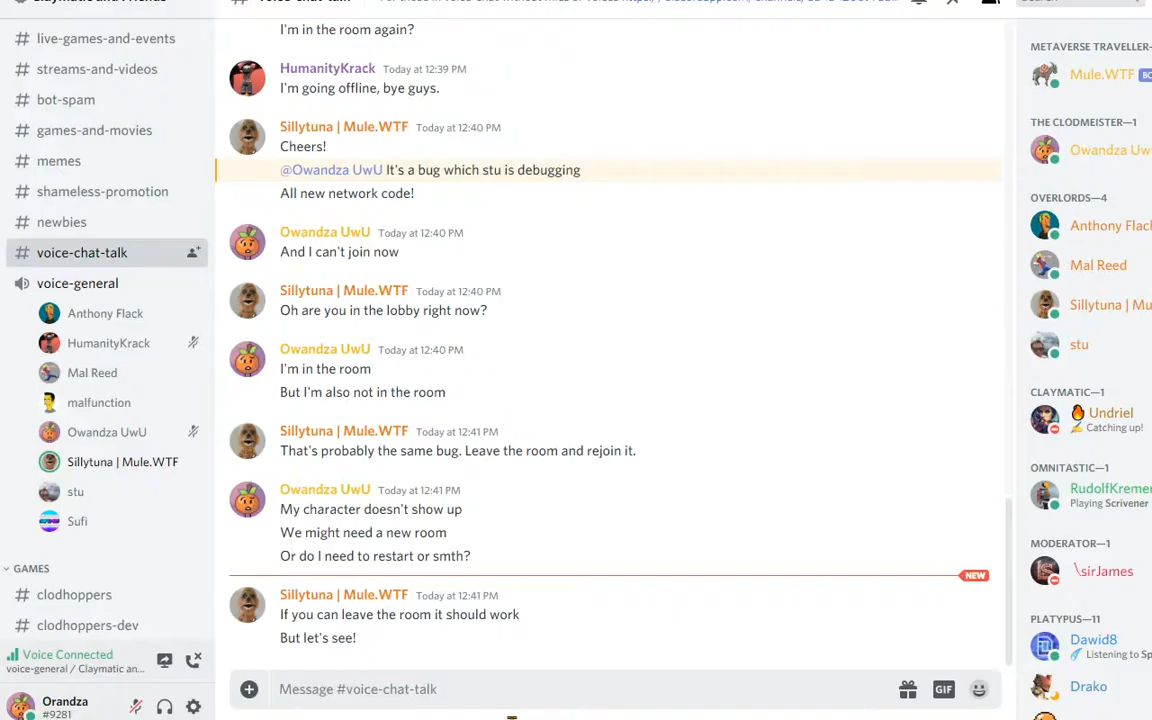 # live-games-and-events
# streams-and-videos
# bot-spam
# games-and-movies
# memes
# shameless-promotion
# newbies
# voice-chat-talk
voice-general
Anthony Flack
HumanityKrack
Mal Reed
malfunction
Owandza UwU
Sillytuna | Mule.WTF
stu
Sufi
GAMES
# clodhoppers
# clodhoppers-dev
Voice Connected
voice-general / Claymatic an...
Orandza
#9281
I'm in the room again?
HumanityKrack Today at 12:39 PM
I'm going offline, bye guys.
Sillytuna | Mule.WTF Today at 12:40 PM
Cheers!
@Owandza UwU It's a bug which stu is debugging
All new network code!
Owandza UwU Today at 12:40 PM
And I can't join now
Sillytuna | Mule.WTF Today at 12:40 PM
Oh are you in the lobby right now?
Owandza UwU Today at 12:40 PM
I'm in the room
But I'm also not in the room
Sillytuna | Mule.WTF Today at 12:41 PM
That's probably the same bug. Leave the room and rejoin it.
Owandza UwU Today at 12:41 PM
My character doesn't show up
We might need a new room
Or do I need to restart or smth?
NEW
Sillytuna | Mule.WTF Today at 12:41 PM
If you can leave the room it should work
But let's see!
Message #voice-chat-talk
GIF
METAVERSE TRAVELLER—
Mule.WTF
THE CLODMEISTER—1
Owandza Uw
OVERLORDS—4
Anthony Flac
Mal Reed
Sillytuna | Mu
stu
CLAYMATIC—1
Undriel
Catching up!
OMNITASTIC—1
RudolfKremer
Playing Scrivener
MODERATOR—1
\sirJames
PLATYPUS—11
Dawid8
Listening to Sp
Drako